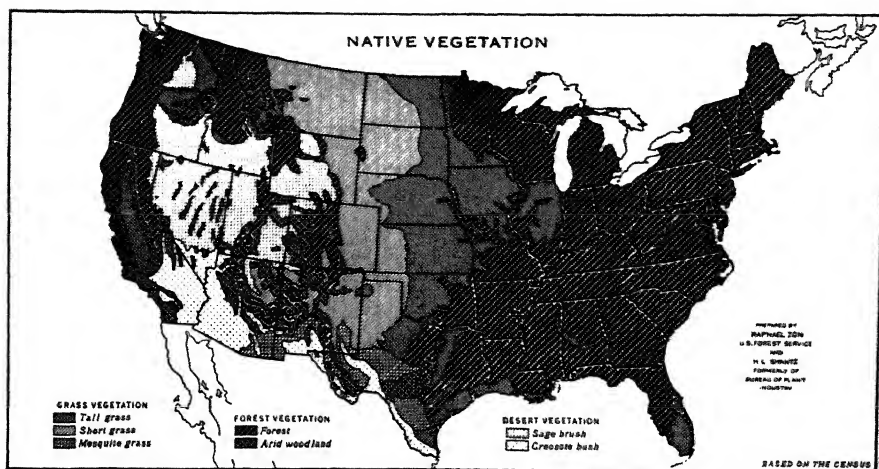 NATIVE VEGETATION
PREPARED BY
RAPHAEL ZON
U.S. FOREST SERVICE
AND
H L SHANTZ
FORMERLY OF
BUREAU OF PLANT
GRASS VEGETATION
Tall grass
Short grass
Mesquite grass
FOREST VEGETATION
Forest
Arid woodland
DESERT VEGETATION
Sage brush
Creosote bush
BASED ON THE CENSUS